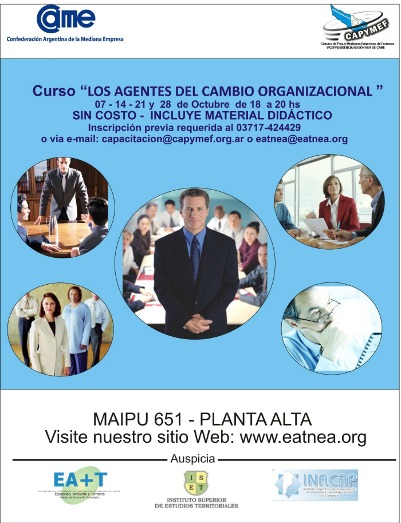 CAME
Confederación Argentina de la Mediana Empresa
CAPYMEF
Curso “LOS AGENTES DEL CAMBIO ORGANIZACIONAL ”
07 - 14 - 21 y 28 de Octubre de 18 a 20 hs
SIN COSTO - INCLUYE MATERIAL DIDÁCTICO
Inscripción previa requerida al 03717-424429
o via e-mail: capacitacion@capymef.org.ar o eatnea@eatnea.org
MAIPU 651 - PLANTA ALTA
Visite nuestro sitio Web: www.eatnea.org
Auspicia
EA+T
ISET
INSTITUTO SUPERIOR
DE ESTUDIOS TERRITORIALES
INACAP